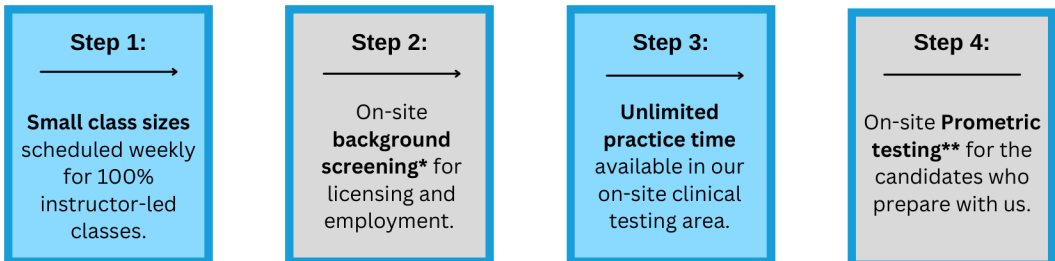 Step 1:
Small class sizes
scheduled weekly
for 100%
instructor-led
classes.
Step 2:
On-site
background
screening* for
licensing and
employment.
Step 3:
Unlimited
practice time
available in our
on-site clinical
testing area.
Step 4:
On-site Prometric
testing** for the
candidates who
prepare with us.